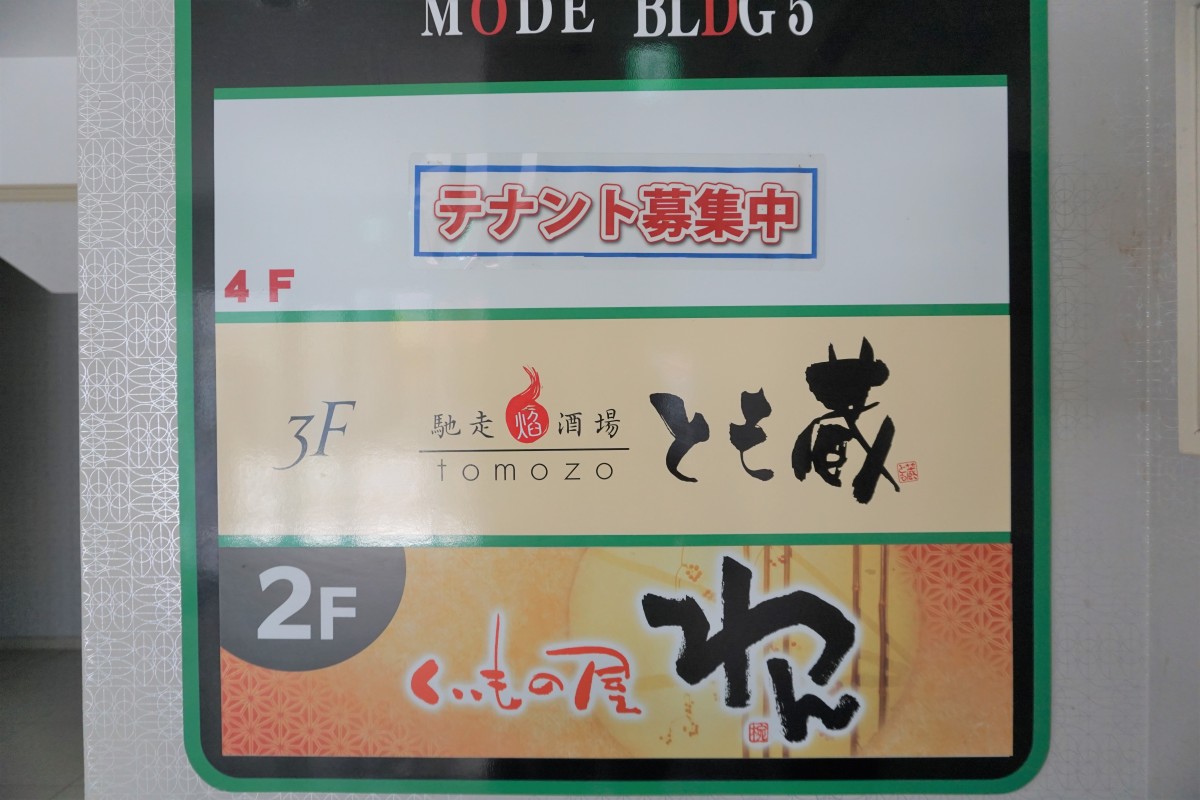 MODE BLDG5
テナント募集中
4F
3F
馳走 焔 酒場
tomozo
とも蔵
2F
くいもの屋
わん